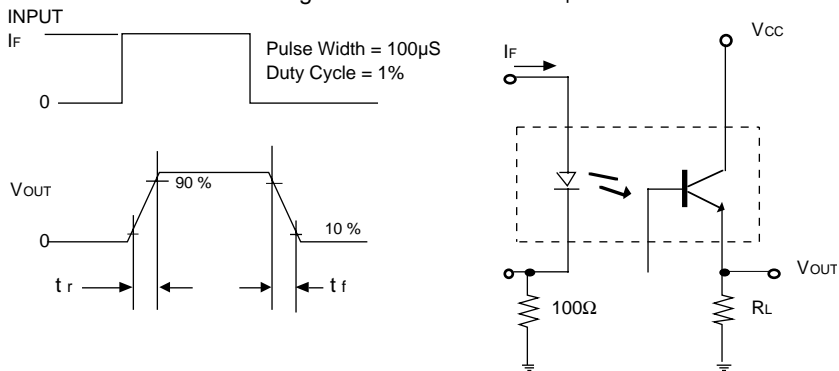 INPUT
IF
Pulse Width = 100µS
Duty Cycle = 1%
0
VOUT
90 %
0
10 %
t r
t f
VCC
IF
VOUT
100Ω
RL